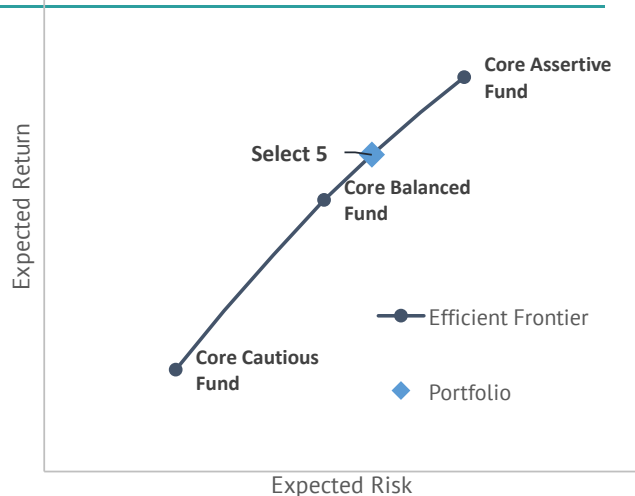 Core Assertive
Fund
Select 5
Core Balanced
Fund
Expected Return
Efficient Frontier
Core Cautious
Fund
Portfolio
Expected Risk